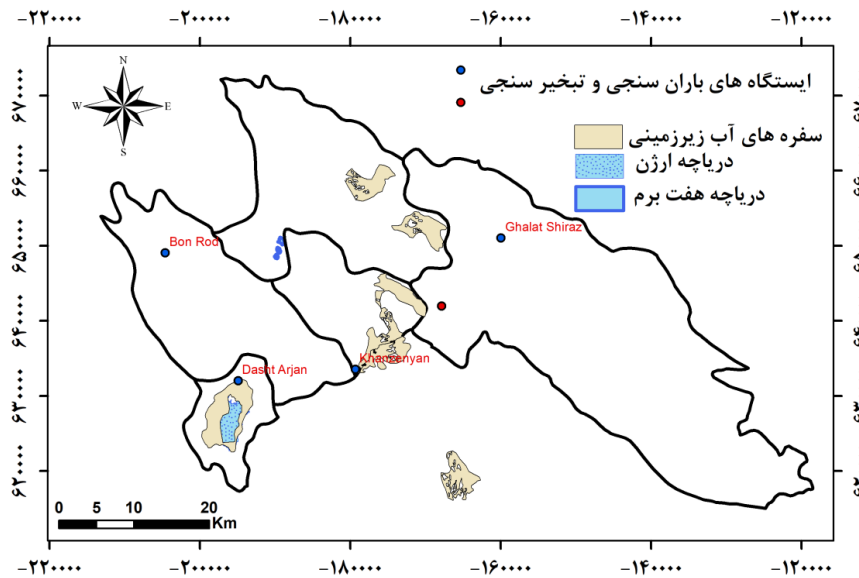 -۲۲۰۰۰۰ -۲۰۰۰۰۰ -۱۸۰۰۰۰ -۱۶۰۰۰۰ -۱۴۰۰۰۰ -۱۲۰۰۰۰
N
W E
S
ایستگاه های باران سنجی و تبخیر سنجی
سفره های آب زیرزمینی
دریاچه ارژن
دریاچه هفت برم
۶۷۰۰۰۰
۶۶۰۰۰۰
۶۵۰۰۰۰
۶۴۰۰۰۰
۶۳۰۰۰۰
۶۲۰۰۰۰
Bon Rod
Ghalat Shiraz
Khanzenyan
Dasht Arjan
0 5 10 20
Km
-۲۲۰۰۰۰ -۲۰۰۰۰۰ -۱۸۰۰۰۰ -۱۶۰۰۰۰ -۱۴۰۰۰۰ -۱۲۰۰۰۰